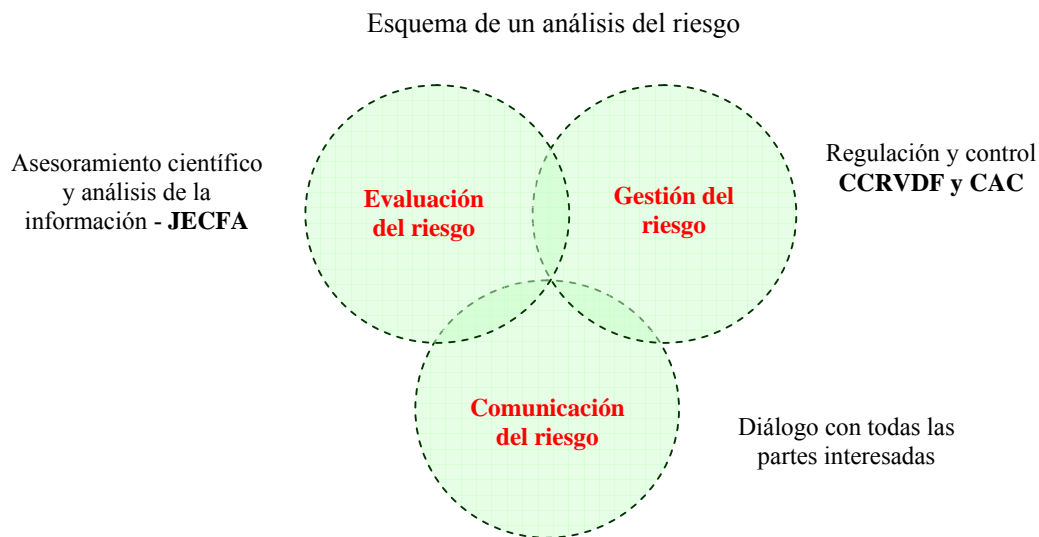 Esquema de un análisis del riesgo
Asesoramiento científico
y análisis de la
información - JECFA
Evaluación
del riesgo
Gestión del
riesgo
Regulación y control
CCRVDF y CAC
Comunicación
del riesgo
Diálogo con todas las
partes interesadas